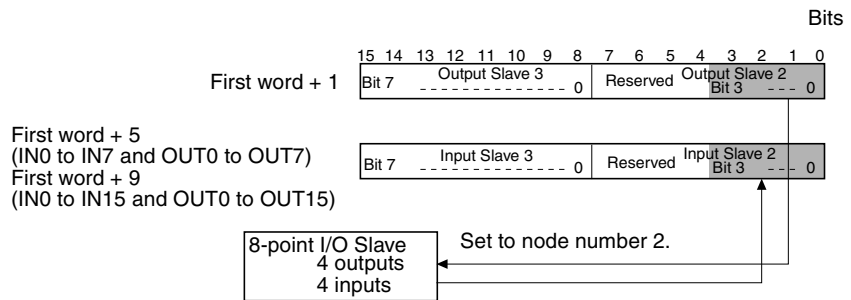 Bits
15 14 13 12 11 10 9 8 7 6 5 4 3 2 1 0
First word + 1
Bit 7 Output Slave 3 0 Reserved Output Slave 2 Bit 3 0
First word + 5
(IN0 to IN7 and OUT0 to OUT7)
First word + 9
(IN0 to IN15 and OUT0 to OUT15)
Bit 7 Input Slave 3 0 Reserved Input Slave 2 Bit 3 0
8-point I/O Slave
4 outputs
4 inputs
Set to node number 2.